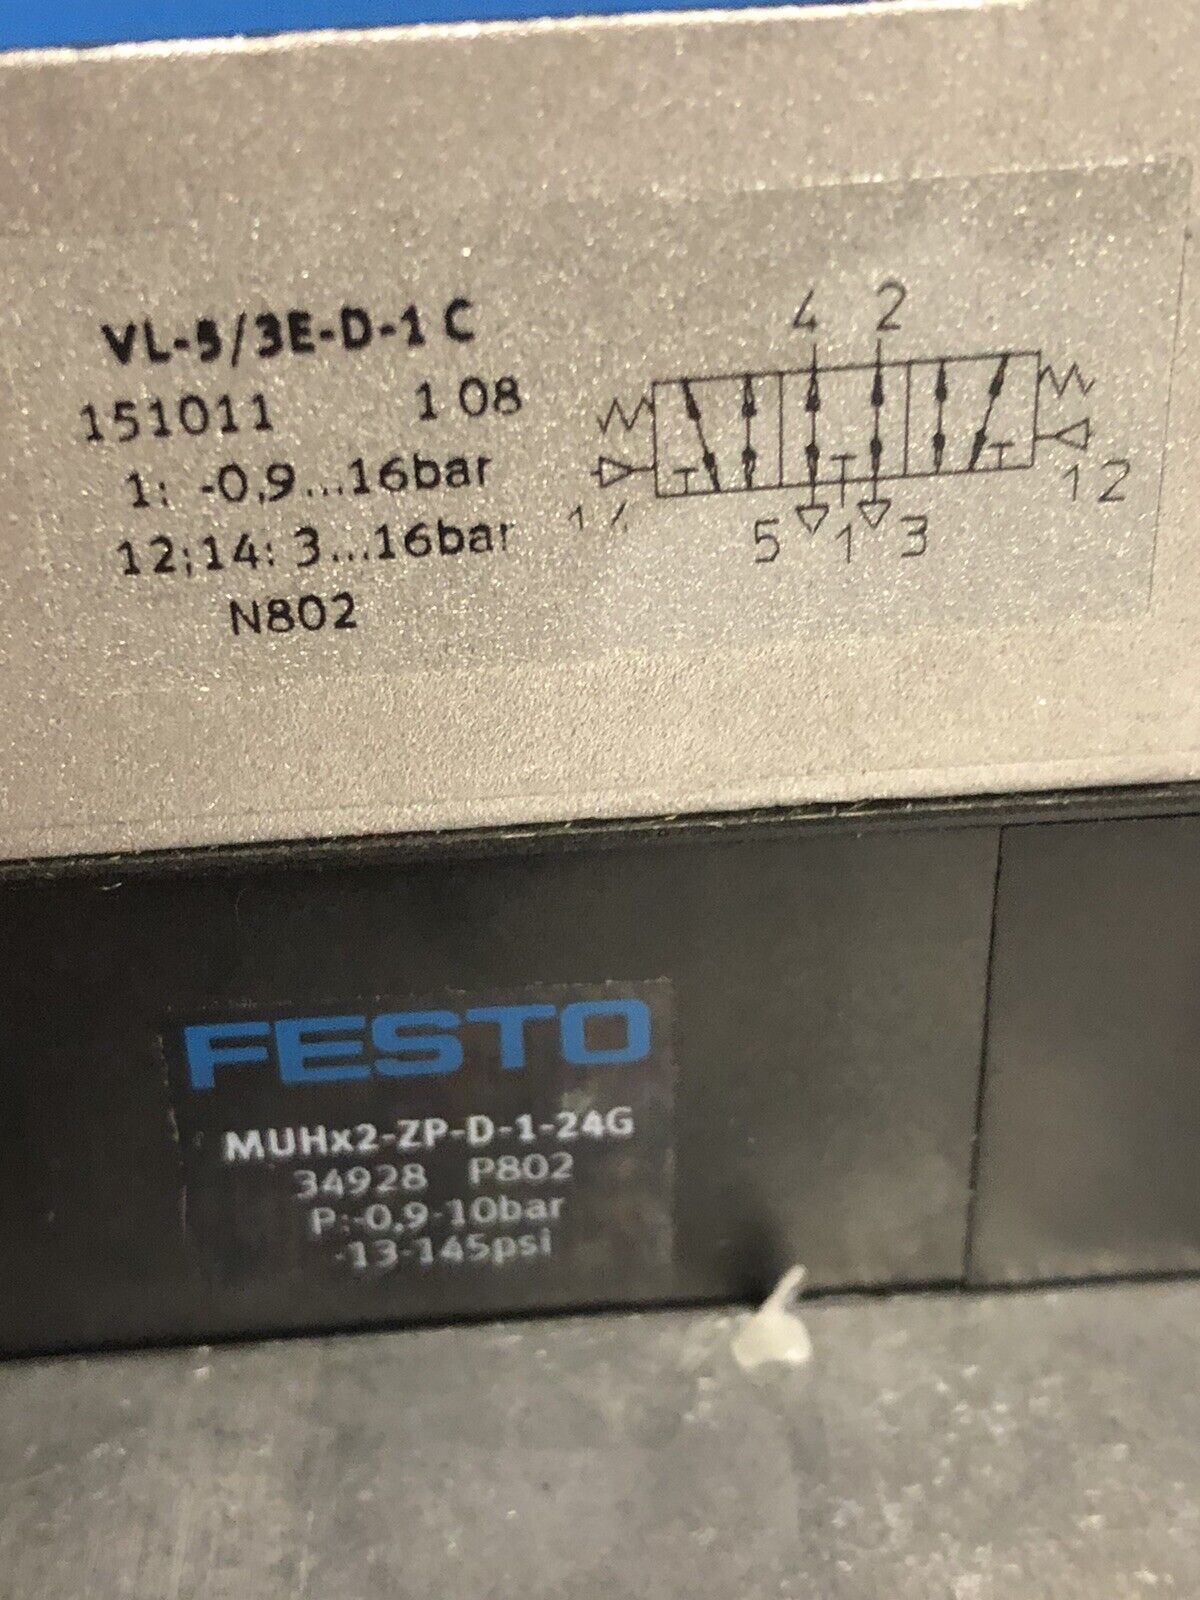 VL-5/3E-D-1 C
151011 1 08
1: -0,9...16bar
12;14: 3...16bar
N802
4 2
14 12
5 1 3
FESTO
MUHx2-ZP-D-1-24G
34928 P802
P:-0,9-10bar
-13-145psi